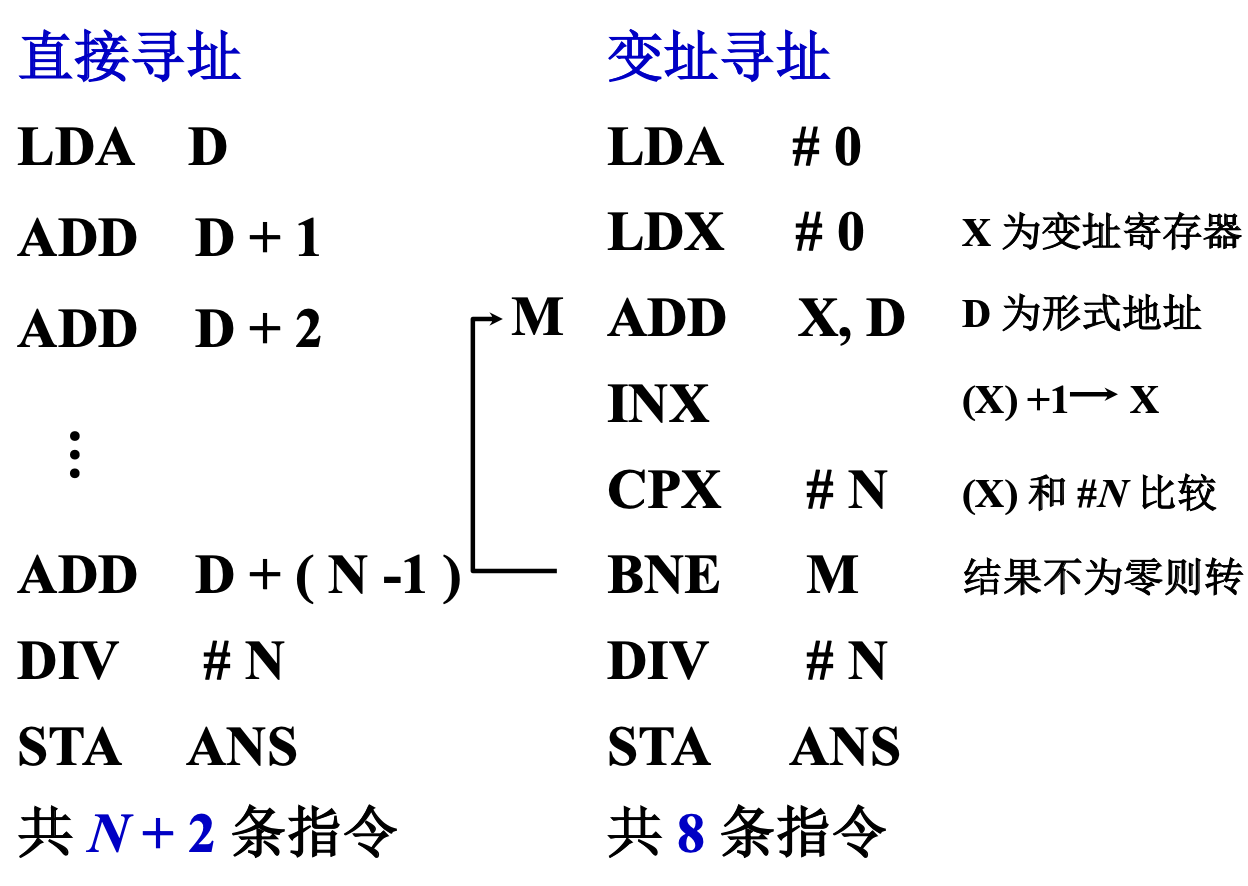 直接寻址
LDA D
ADD D + 1
ADD D + 2
⋮
ADD D + ( N -1 )
DIV # N
STA ANS
共 N + 2 条指令
变址寻址
LDA # 0
LDX # 0 X 为变址寄存器
M ADD X, D D 为形式地址
INX (X) +1→ X
CPX # N (X) 和 #N 比较
BNE M 结果不为零则转
DIV # N
STA ANS
共 8 条指令